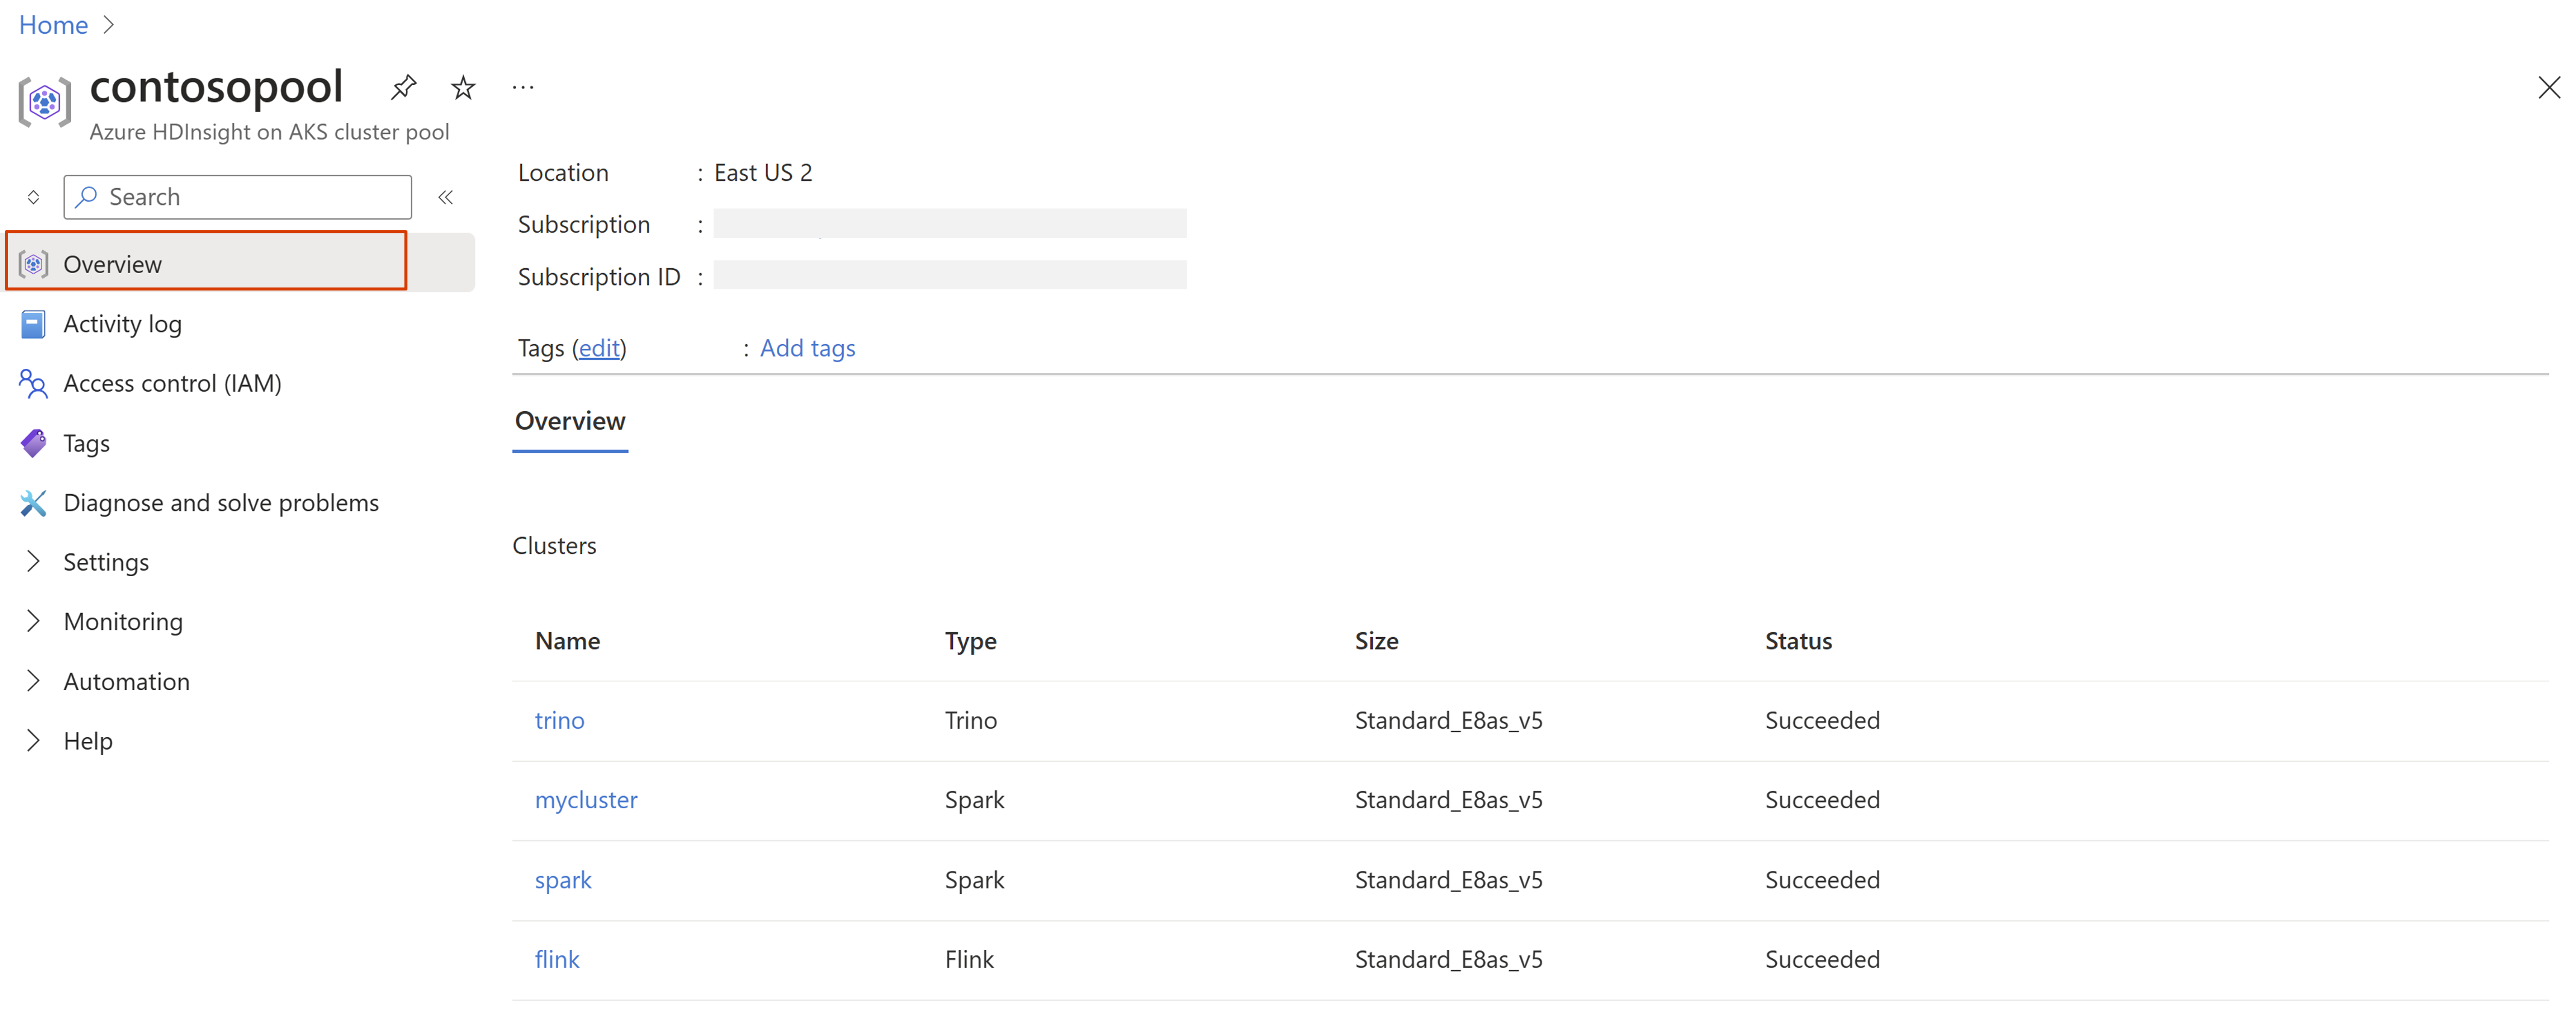 Home
contosopool
Azure HDInsight on AKS cluster pool
Search
Overview
Activity log
Access control (IAM)
Tags
Diagnose and solve problems
Settings
Monitoring
Automation
Help
Location : East US 2
Subscription :
Subscription ID :
Tags (edit) : Add tags
Overview
Clusters
Name Type Size Status
trino Trino Standard_E8as_v5 Succeeded
mycluster Spark Standard_E8as_v5 Succeeded
spark Spark Standard_E8as_v5 Succeeded
flink Flink Standard_E8as_v5 Succeeded